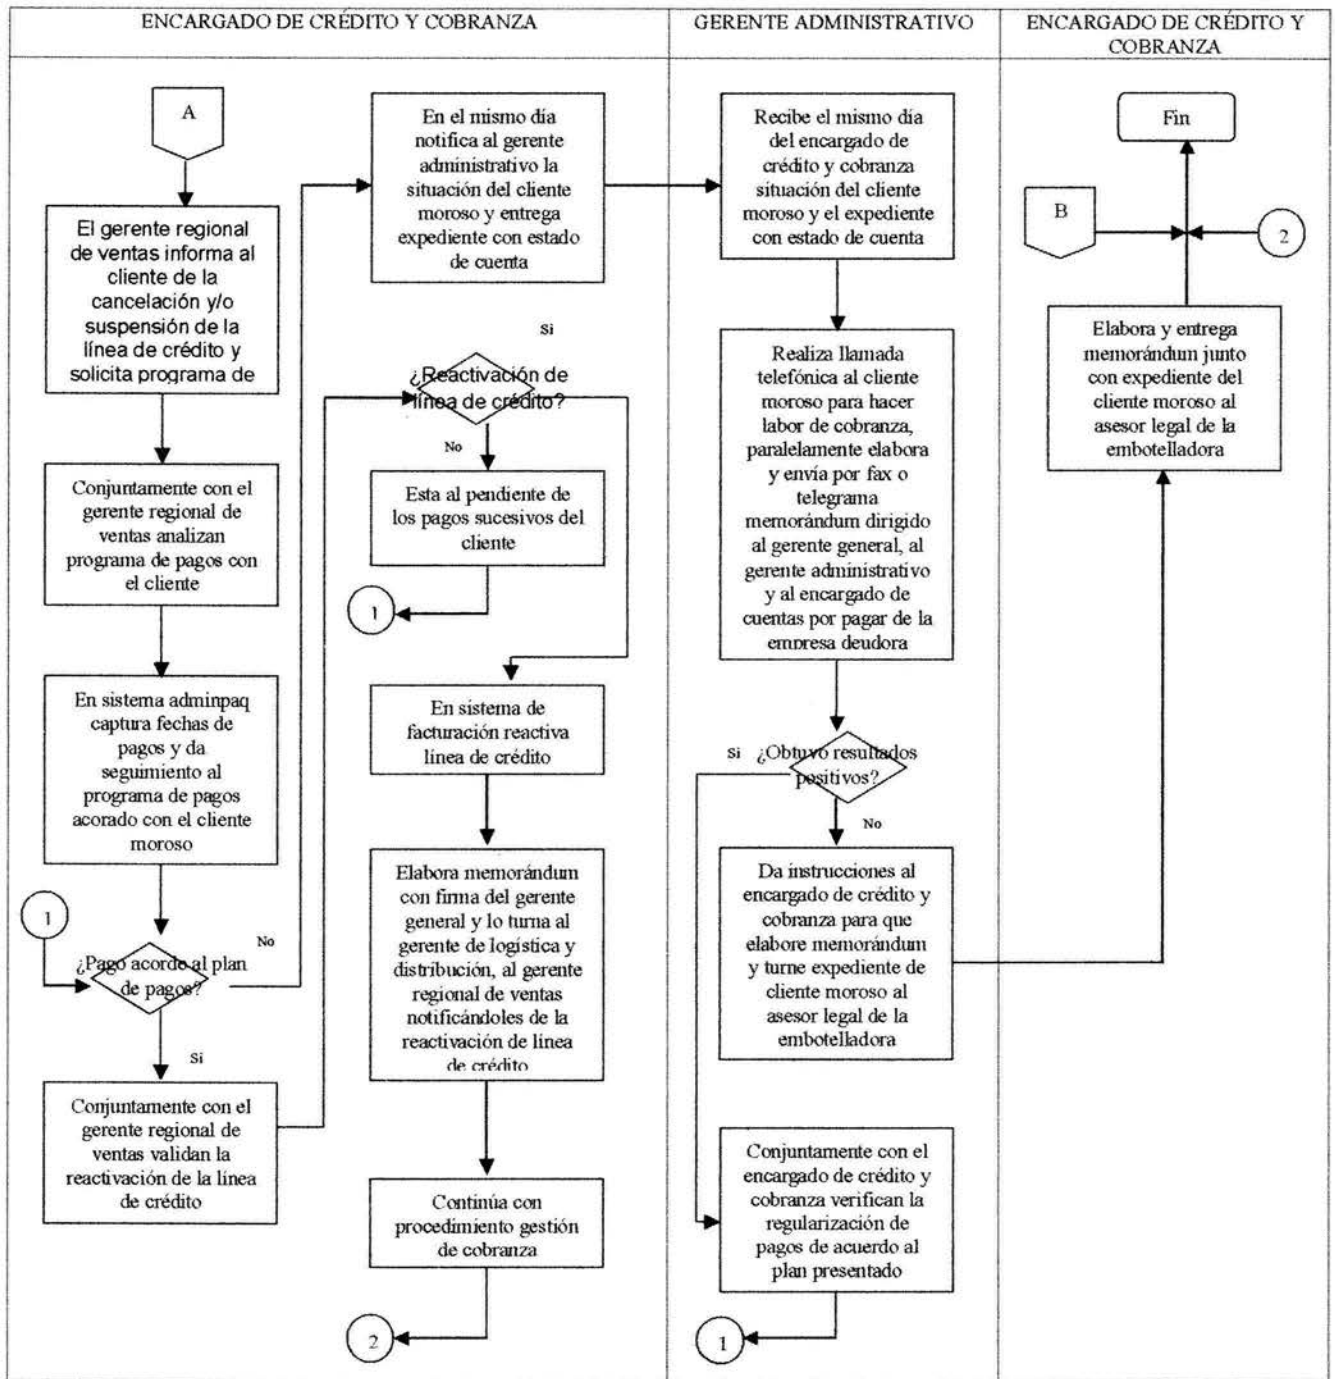 ENCARGADO DE CRÉDITO Y COBRANZA
GERENTE ADMINISTRATIVO
ENCARGADO DE CRÉDITO Y
COBRANZA
A
El gerente regional
de ventas informa al
cliente de la
cancelación y/o
suspensión de la
línea de crédito y
solicita programa de
Conjuntamente con el
gerente regional de
ventas analizan
programa de pagos con
el cliente
En sistema adminpaq
captura fechas de
pagos y da
seguimiento al
programa de pagos
acorado con el cliente
moroso
1
No
¿Pago acorde al plan
de pagos?
Si
Conjuntamente con el
gerente regional de
ventas validan la
reactivación de la línea
de crédito
En el mismo día
notifica al gerente
administrativo la
situación del cliente
moroso y entrega
expediente con estado
de cuenta
Si
¿Reactivación de
línea de crédito?
No
Esta al pendiente de
los pagos sucesivos del
cliente
1
En sistema de
facturación reactiva
línea de crédito
Elabora memorándum
con firma del gerente
general y lo turna al
gerente de logística y
distribución, al gerente
regional de ventas
notificándoles de la
reactivación de línea
de crédito
Continúa con
procedimiento gestión
de cobranza
2
Recibe el mismo día
del encargado de
crédito y cobranza
situación del cliente
moroso y el expediente
con estado de cuenta
Realiza llamada
telefónica al cliente
moroso para hacer
labor de cobranza,
paralelamente elabora
y envía por fax o
telegrama
memorándum dirigido
al gerente general, al
gerente administrativo
y al encargado de
cuentas por pagar de la
empresa deudora
Si
¿Obtuvo resultados
positivos?
No
Da instrucciones al
encargado de crédito y
cobranza para que
elabore memorándum
y turne expediente de
cliente moroso al
asesor legal de la
embotelladora
Conjuntamente con el
encargado de crédito y
cobranza verifican la
regularización de
pagos de acuerdo al
plan presentado
1
Fin
B
2
Elabora y entrega
memorándum junto
con expediente del
cliente moroso al
asesor legal de la
embotelladora